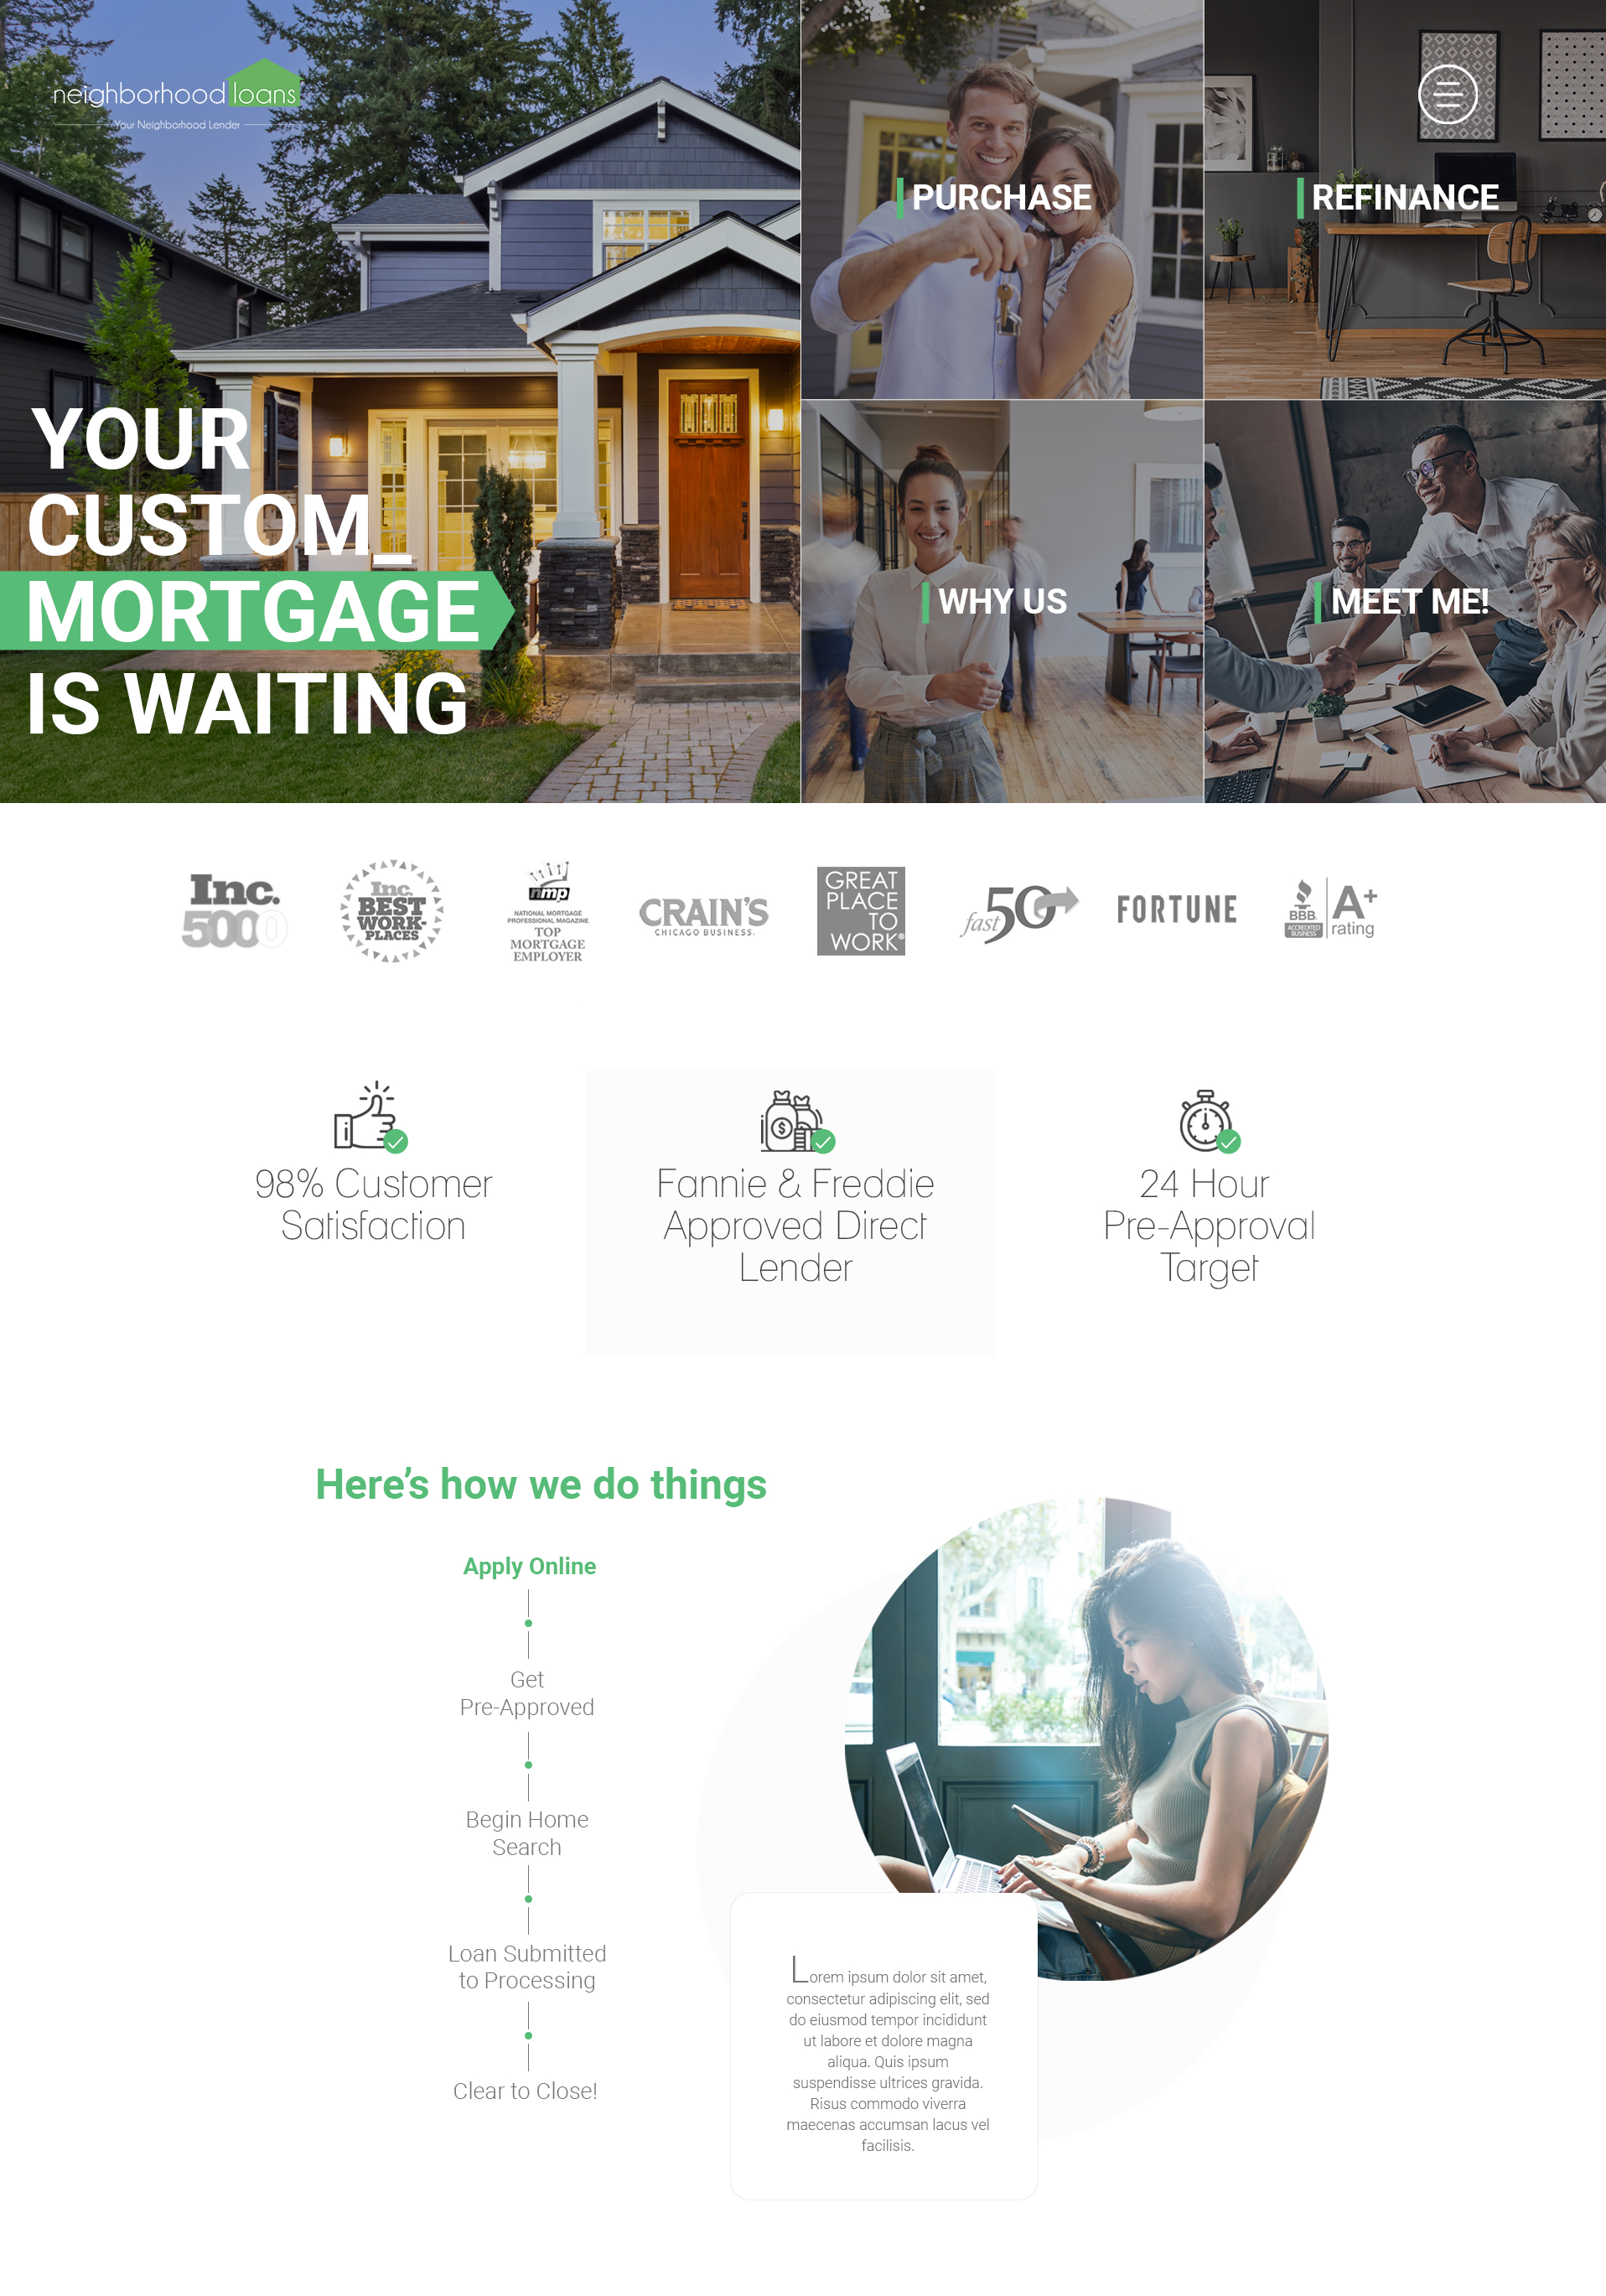 neighborhood loans
Your Neighborhood Lender
YOUR
CUSTOM_
MORTGAGE
IS WAITING
PURCHASE
REFINANCE
WHY US
MEET ME!
Inc.
5000
Inc.
BEST
WORK-
PLACES
nmp
NATIONAL MORTGAGE
PROFESSIONAL MAGAZINE
TOP
MORTGAGE
EMPLOYER
CRAIN'S
CHICAGO BUSINESS.
GREAT
PLACE
TO
WORK®
fast50
FORTUNE
BBB.
ACCREDITED
BUSINESS
A+
rating
98% Customer
Satisfaction
Fannie & Freddie
Approved Direct
Lender
24 Hour
Pre-Approval
Target
Here’s how we do things
Apply Online
Get
Pre-Approved
Begin Home
Search
Loan Submitted
to Processing
Clear to Close!
Lorem ipsum dolor sit amet,
consectetur adipiscing elit, sed
do eiusmod tempor incididunt
ut labore et dolore magna
aliqua. Quis ipsum
suspendisse ultrices gravida.
Risus commodo viverra
maecenas accumsan lacus vel
facilisis.